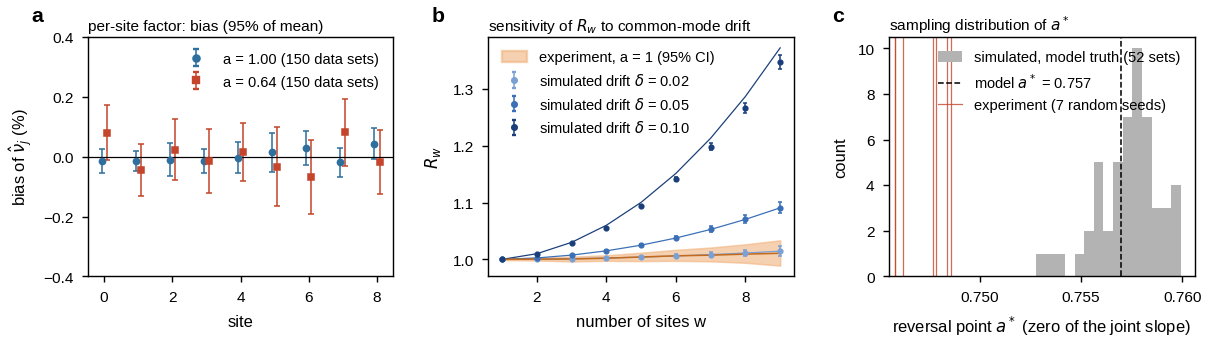 a
per-site factor: bias (95% of mean)
a = 1.00 (150 data sets)
a = 0.64 (150 data sets)
bias of ν̂j (%)
0.4
0.2
0.0
−0.2
−0.4
0 2 4 6 8
site
b
sensitivity of Rw to common-mode drift
experiment, a = 1 (95% CI)
simulated drift δ = 0.02
simulated drift δ = 0.05
simulated drift δ = 0.10
Rw
1.3
1.2
1.1
1.0
2 4 6 8
number of sites w
c
sampling distribution of a*
simulated, model truth (52 sets)
model a* = 0.757
experiment (7 random seeds)
count
10
8
6
4
2
0
0.750 0.755 0.760
reversal point a* (zero of the joint slope)